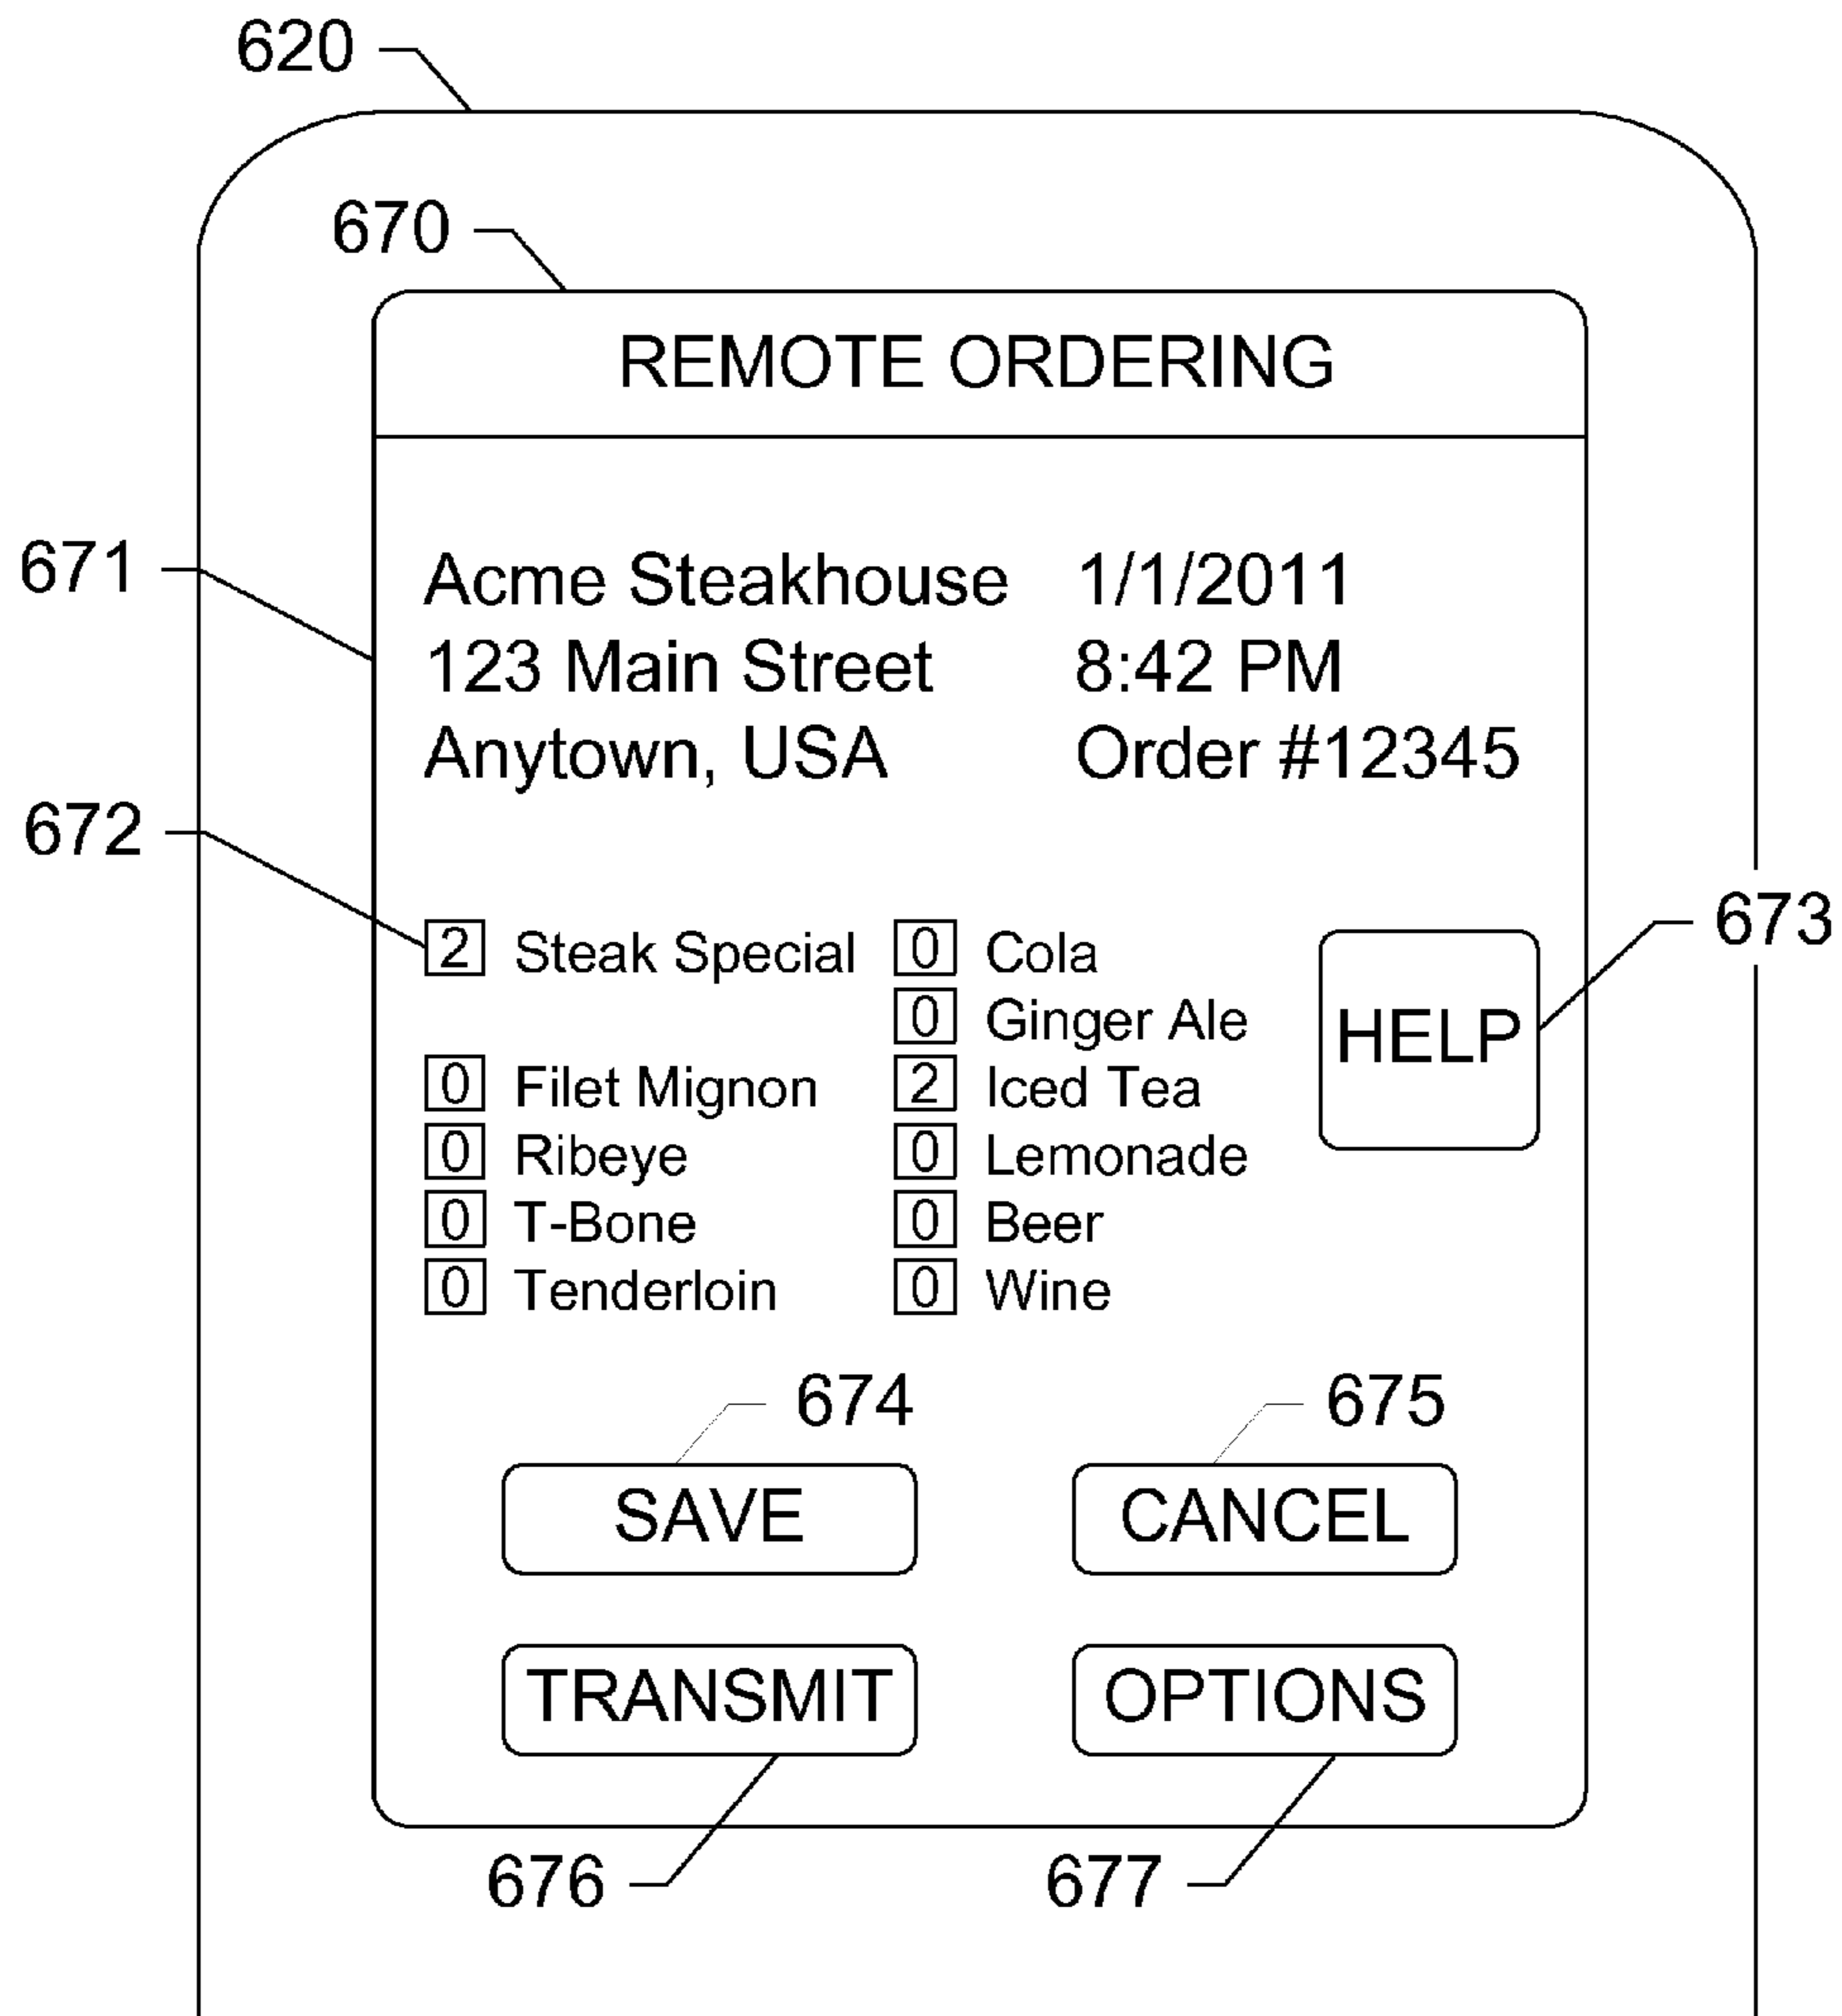 620
670
REMOTE ORDERING
671
Acme Steakhouse 1/1/2011
123 Main Street 8:42 PM
Anytown, USA Order #12345
672
673
2 Steak Special 0 Cola
0 Ginger Ale
HELP
0 Filet Mignon 2 Iced Tea
0 Ribeye 0 Lemonade
0 T-Bone 0 Beer
0 Tenderloin 0 Wine
674 675
SAVE CANCEL
TRANSMIT OPTIONS
676 677